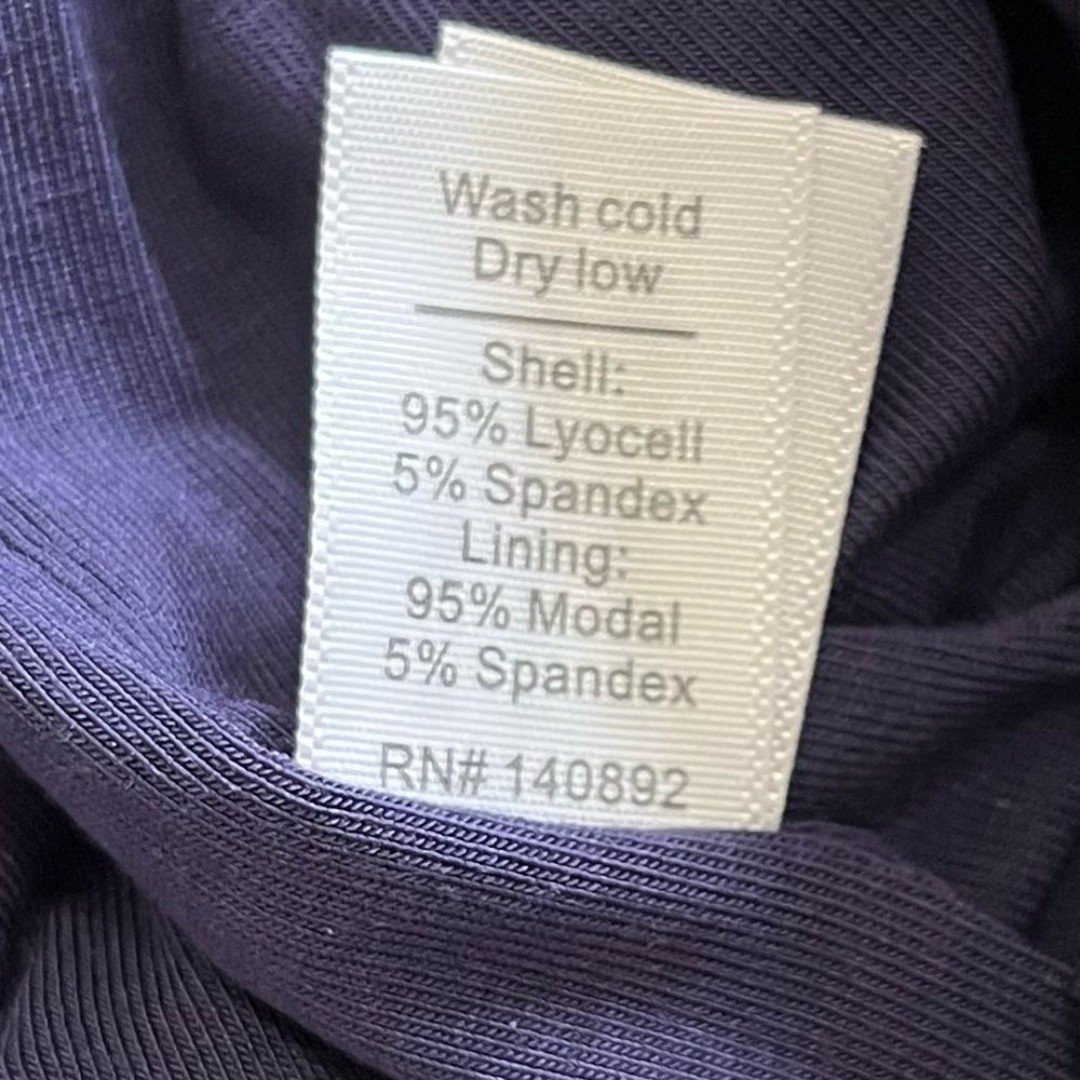 Wash cold
Dry low
Shell:
95% Lyocell
5% Spandex
Lining:
95% Modal
5% Spandex
RN# 140892